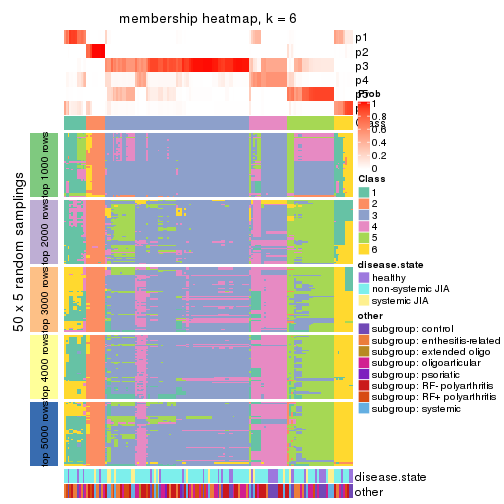 membership heatmap, k = 6
p1
p2
p3
p4
p6
Class
Prob
1
0.8
0.6
0.4
0.2
0
Class
1
2
3
4
5
6
disease.state
healthy
non-systemic JIA
systemic JIA
other
subgroup: control
subgroup: enthesitis-related
subgroup: extended oligo
subgroup: oligoarticular
subgroup: psoriatic
subgroup: RF- polyarthritis
subgroup: RF+ polyarthritis
subgroup: systemic
50 x 5 random samplings
top 1000 rows
top 2000 rows
top 3000 rows
top 4000 rows
top 5000 rows
disease.state
other